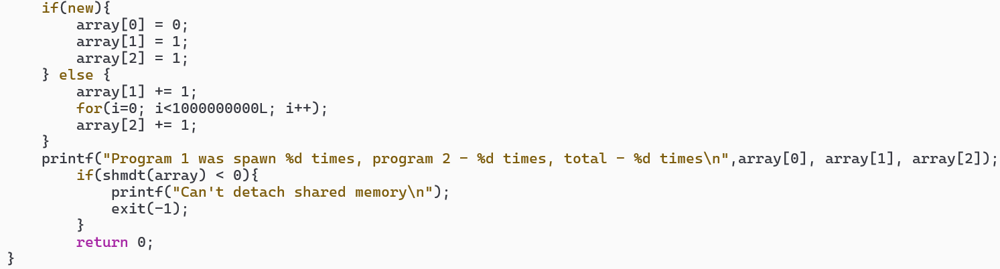 if(new){
array[0] = 0;
array[1] = 1;
array[2] = 1;
} else {
array[1] += 1;
for(i=0; i<1000000000L; i++);
array[2] += 1;
}
printf("Program 1 was spawn %d times, program 2 - %d times, total - %d times\n",array[0], array[1], array[2]);
if(shmdt(array) < 0){
printf("Can't detach shared memory\n");
exit(-1);
}
return 0;
}